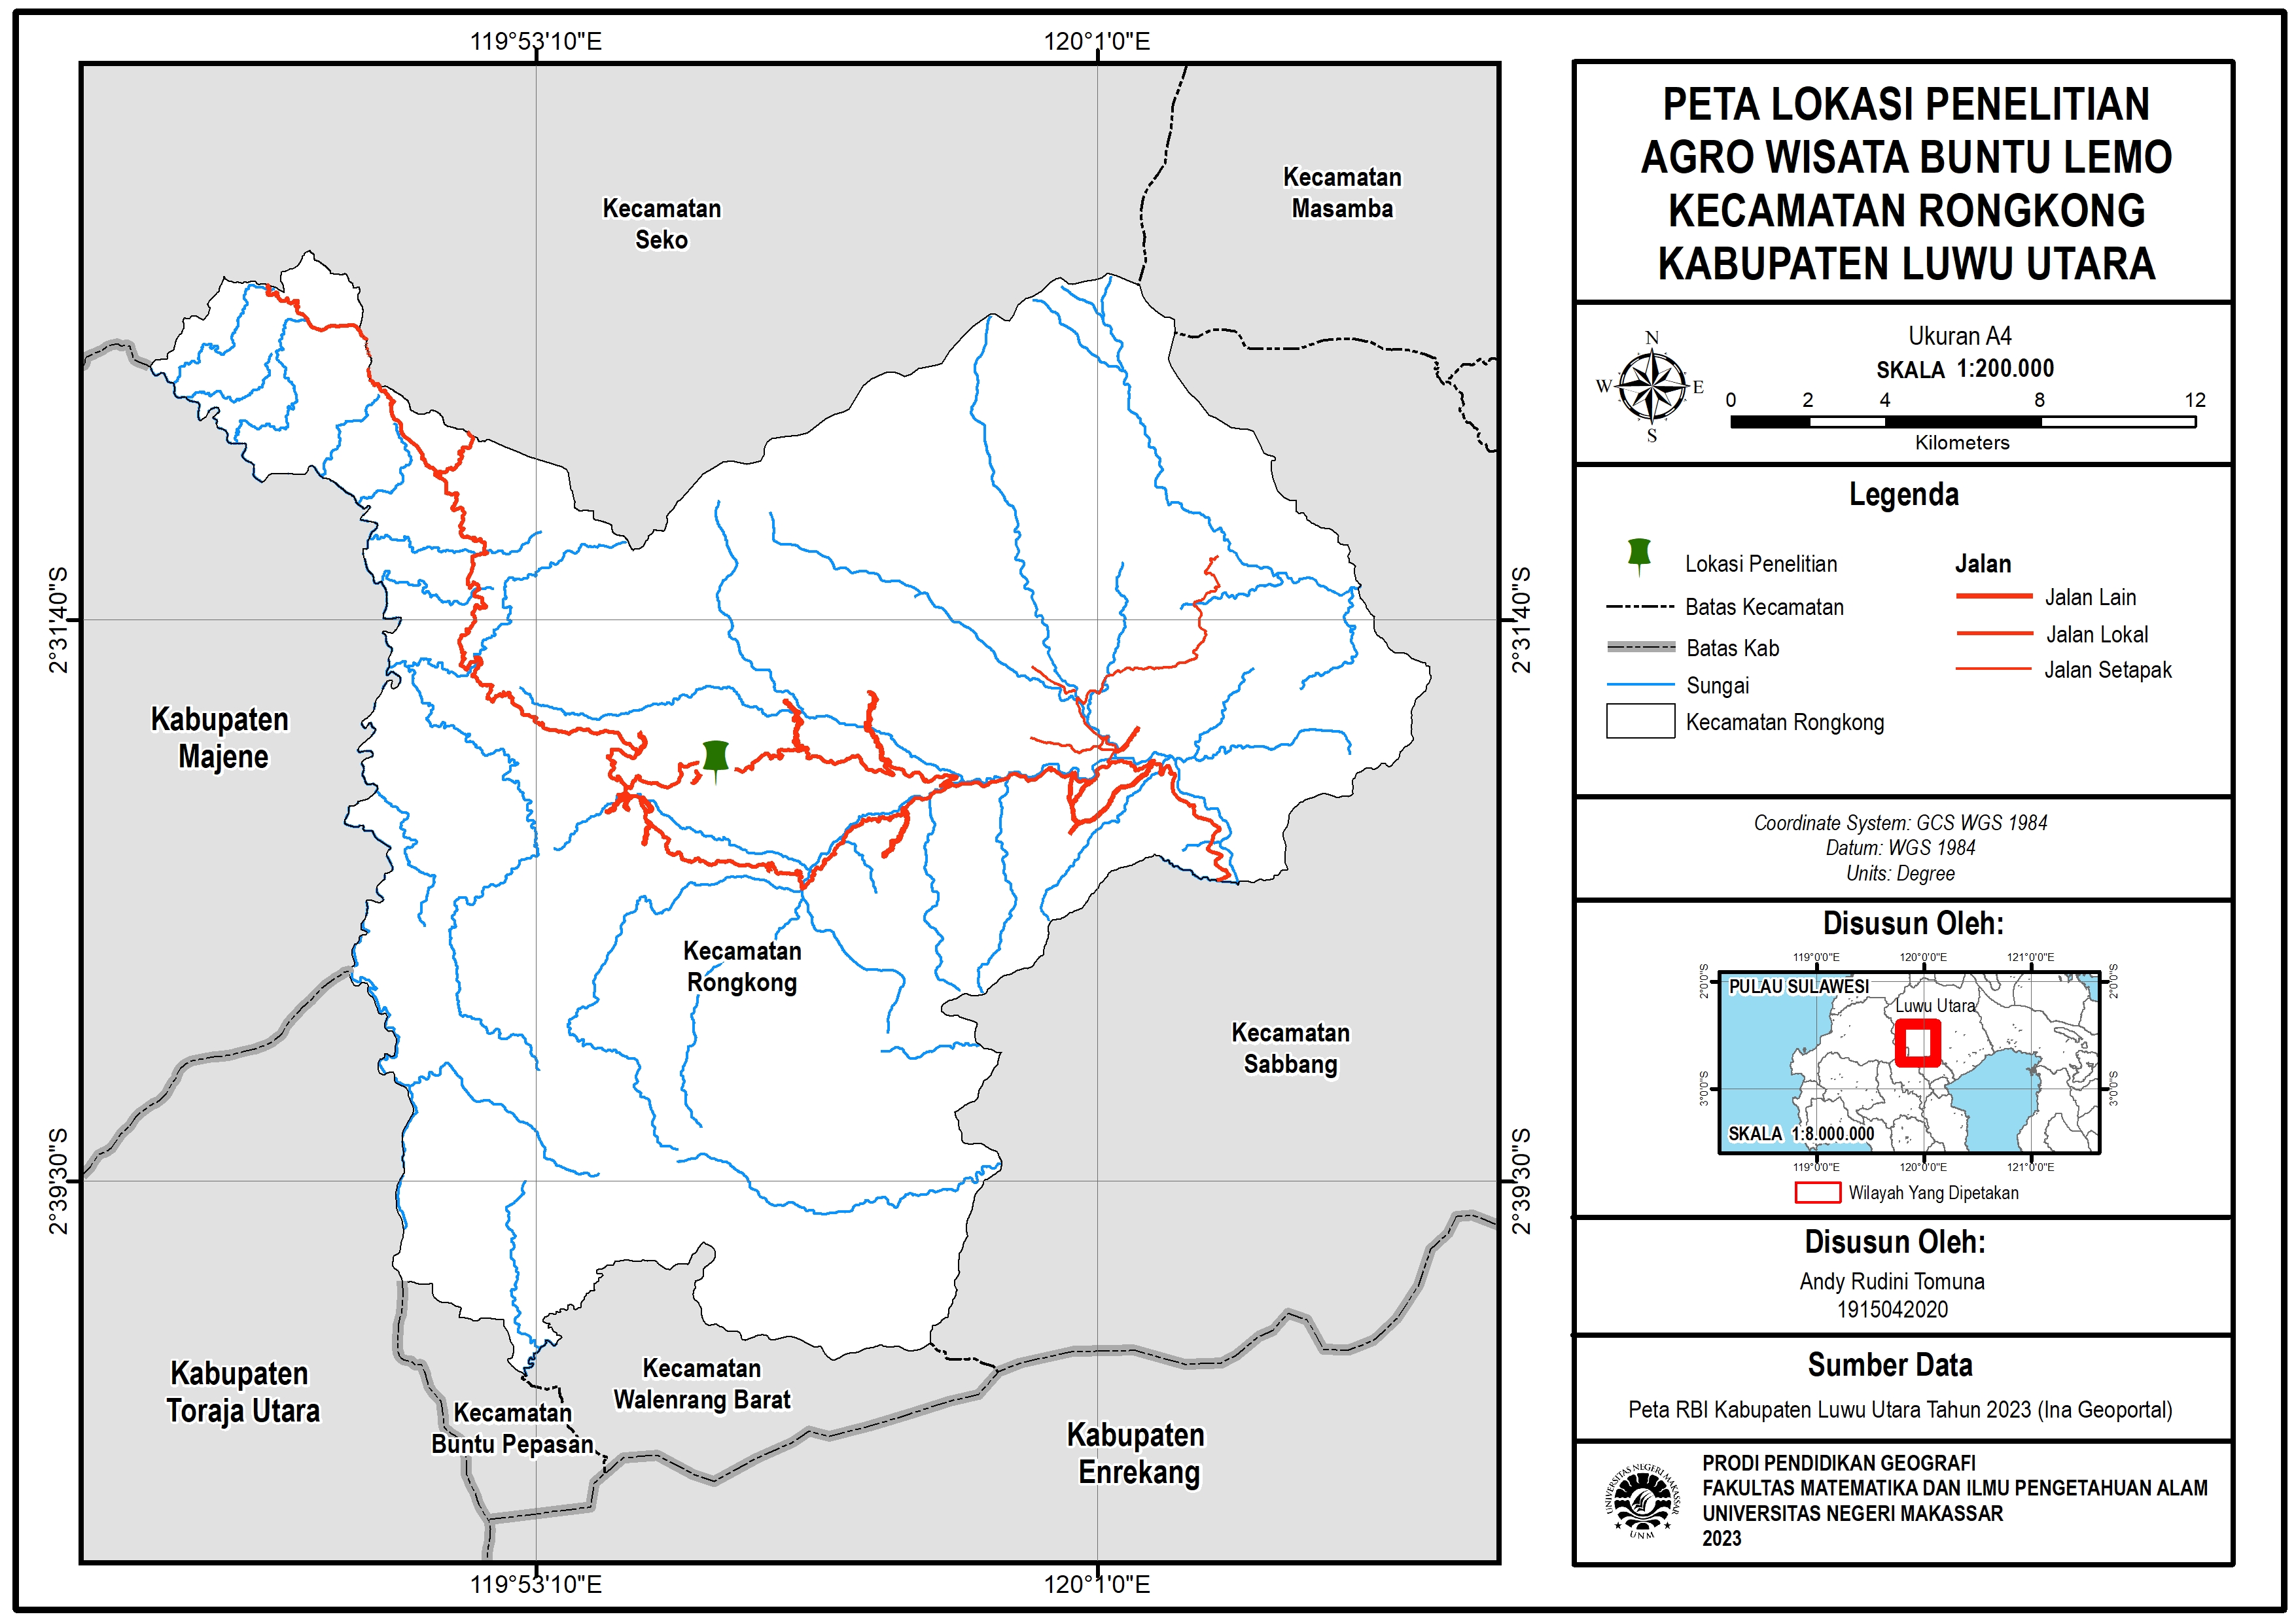 119°53'10"E
120°1'0"E
Kecamatan
Seko
Kecamatan
Masamba
2°31'40"S
2°31'40"S
Kabupaten
Majene
Kecamatan
Rongkong
Kecamatan
Sabbang
2°39'30"S
2°39'30"S
Kabupaten
Toraja Utara
Kecamatan
Buntu Pepasan
Kecamatan
Walenrang Barat
Kabupaten
Enrekang
119°53'10"E
120°1'0"E
PETA LOKASI PENELITIAN
AGRO WISATA BUNTU LEMO
KECAMATAN RONGKONG
KABUPATEN LUWU UTARA
N
W
E
S
Ukuran A4
SKALA 1:200.000
0 2 4 8 12
Kilometers
Legenda
Lokasi Penelitian
Batas Kecamatan
Batas Kab
Sungai
Kecamatan Rongkong
Jalan
Jalan Lain
Jalan Lokal
Jalan Setapak
Coordinate System: GCS WGS 1984
Datum: WGS 1984
Units: Degree
Disusun Oleh:
119°0'0"E 120°0'0"E 121°0'0"E
2°0'0"S
2°0'0"S
PULAU SULAWESI
Luwu Utara
3°0'0"S
3°0'0"S
SKALA 1:8.000.000
119°0'0"E 120°0'0"E 121°0'0"E
Wilayah Yang Dipetakan
Disusun Oleh:
Andy Rudini Tomuna
1915042020
Sumber Data
Peta RBI Kabupaten Luwu Utara Tahun 2023 (Ina Geoportal)
UNIVERSITAS NEGERI MAKASSAR
UNM
PRODI PENDIDIKAN GEOGRAFI
FAKULTAS MATEMATIKA DAN ILMU PENGETAHUAN ALAM
UNIVERSITAS NEGERI MAKASSAR
2023